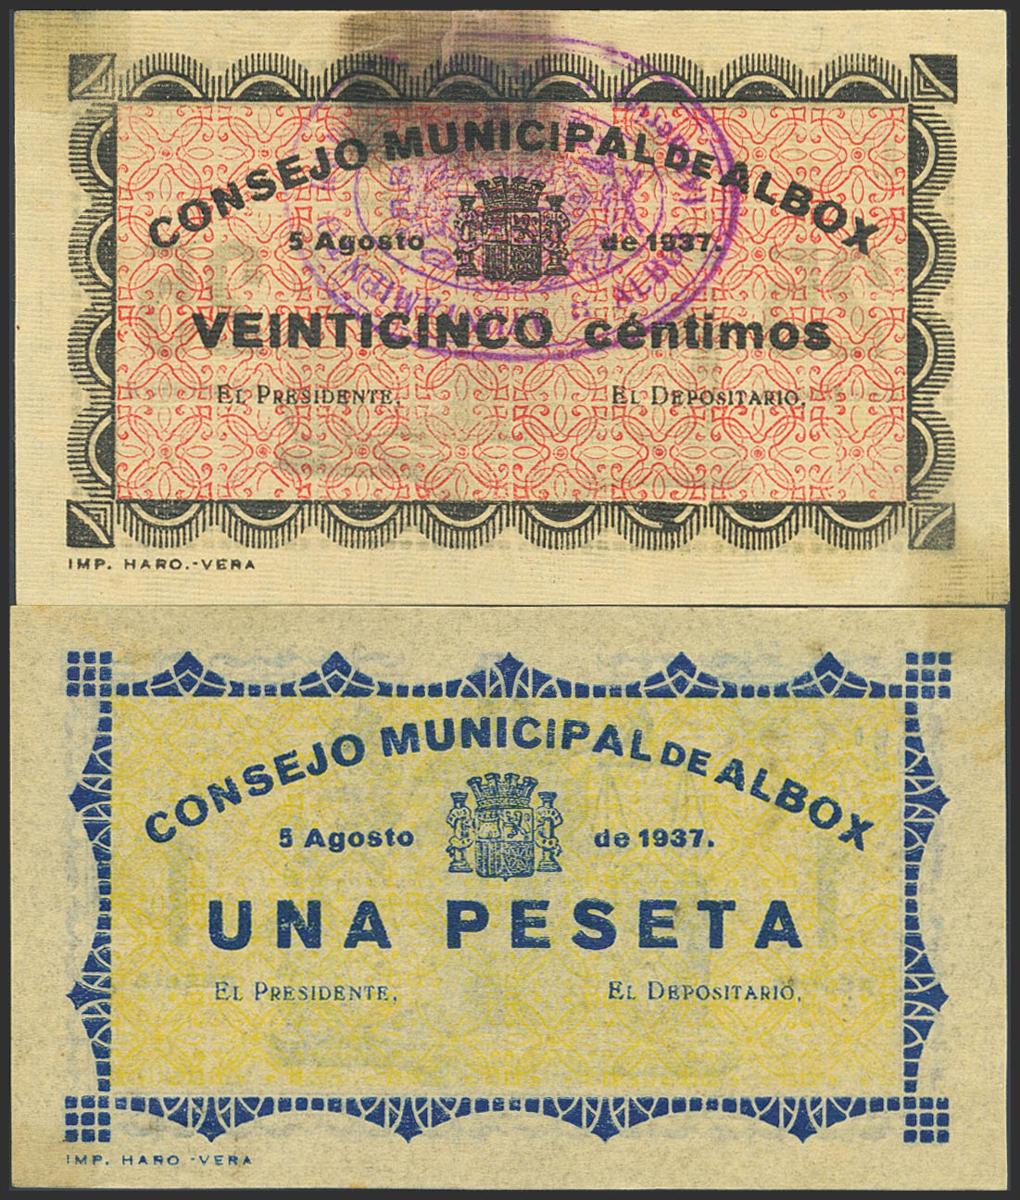 CONSEJO MUNICIPAL DE ALBOX
5 Agosto de 1937.
VEINTICINCO céntimos
EL PRESIDENTE,
EL DEPOSITARIO,
IMP. HARO.-VERA
CONSEJO MUNICIPAL DE ALBOX
5 Agosto de 1937.
UNA PESETA
EL PRESIDENTE,
EL DEPOSITARIO,
IMP. HARO.-VERA